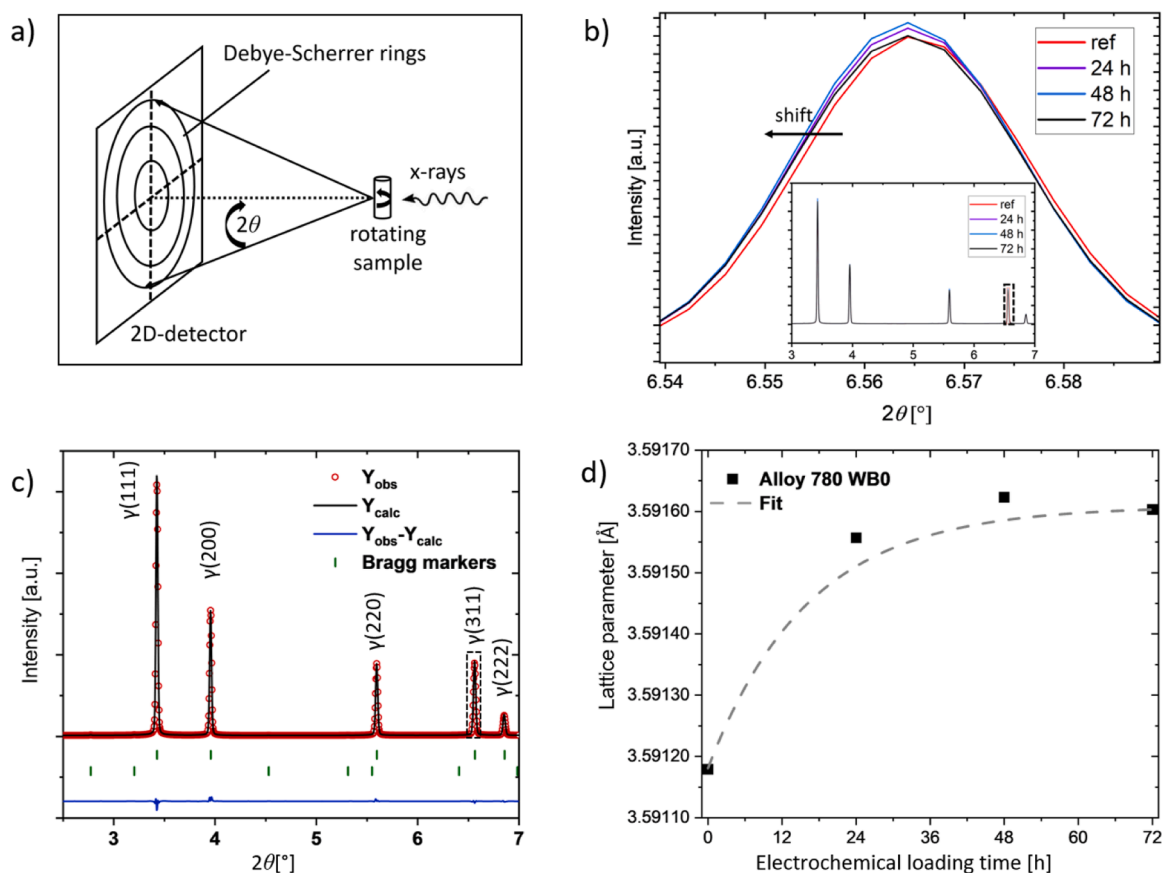 a)
Debye-Scherrer rings
x-rays
2θ
rotating
sample
2D-detector
b)
Intensity [a.u.]
ref
24 h
48 h
72 h
shift
ref
24 h
48 h
72 h
3 4 5 6 7
6.54 6.55 6.56 6.57 6.58
2θ[°]
c)
Intensity [a.u.]
γ(111)
γ(200)
γ(220)
γ(311)
γ(222)
Yobs
Ycalc
Yobs-Ycalc
Bragg markers
3 4 5 6 7
2θ[°]
d)
Lattice parameter [Å]
3.59170
3.59160
3.59150
3.59140
3.59130
3.59120
3.59110
Alloy 780 WB0
Fit
0 12 24 36 48 60 72
Electrochemical loading time [h]